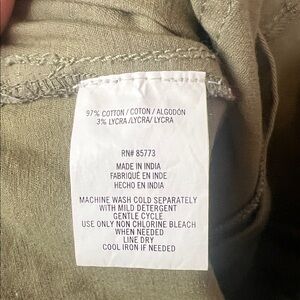 97% COTTON / COTON / ALGODÓN
3% LYCRA /LYCRA/ LYCRA
RN# 85773
MADE IN INDIA
FABRIQUÉ EN INDE
HECHO EN INDIA
MACHINE WASH COLD SEPARATELY
WITH MILD DETERGENT
GENTLE CYCLE
USE ONLY NON CHLORINE BLEACH
WHEN NEEDED
LINE DRY
COOL IRON IF NEEDED